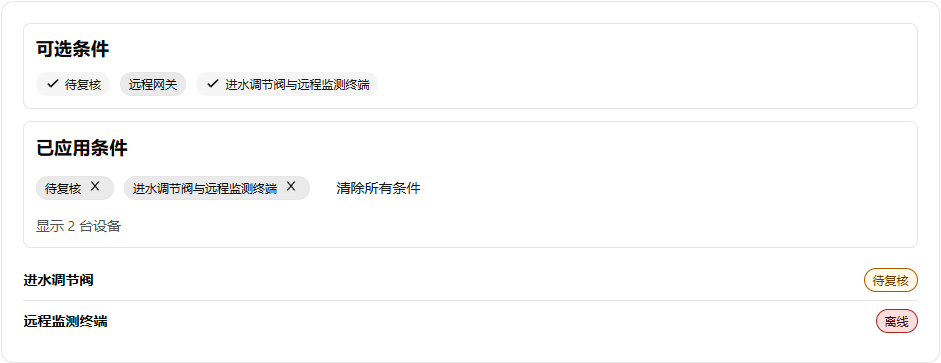 可选条件
待复核 远程网关 进水调节阀与远程监测终端
已应用条件
待复核 进水调节阀与远程监测终端 清除所有条件
显示 2 台设备
进水调节阀 待复核
远程监测终端 离线